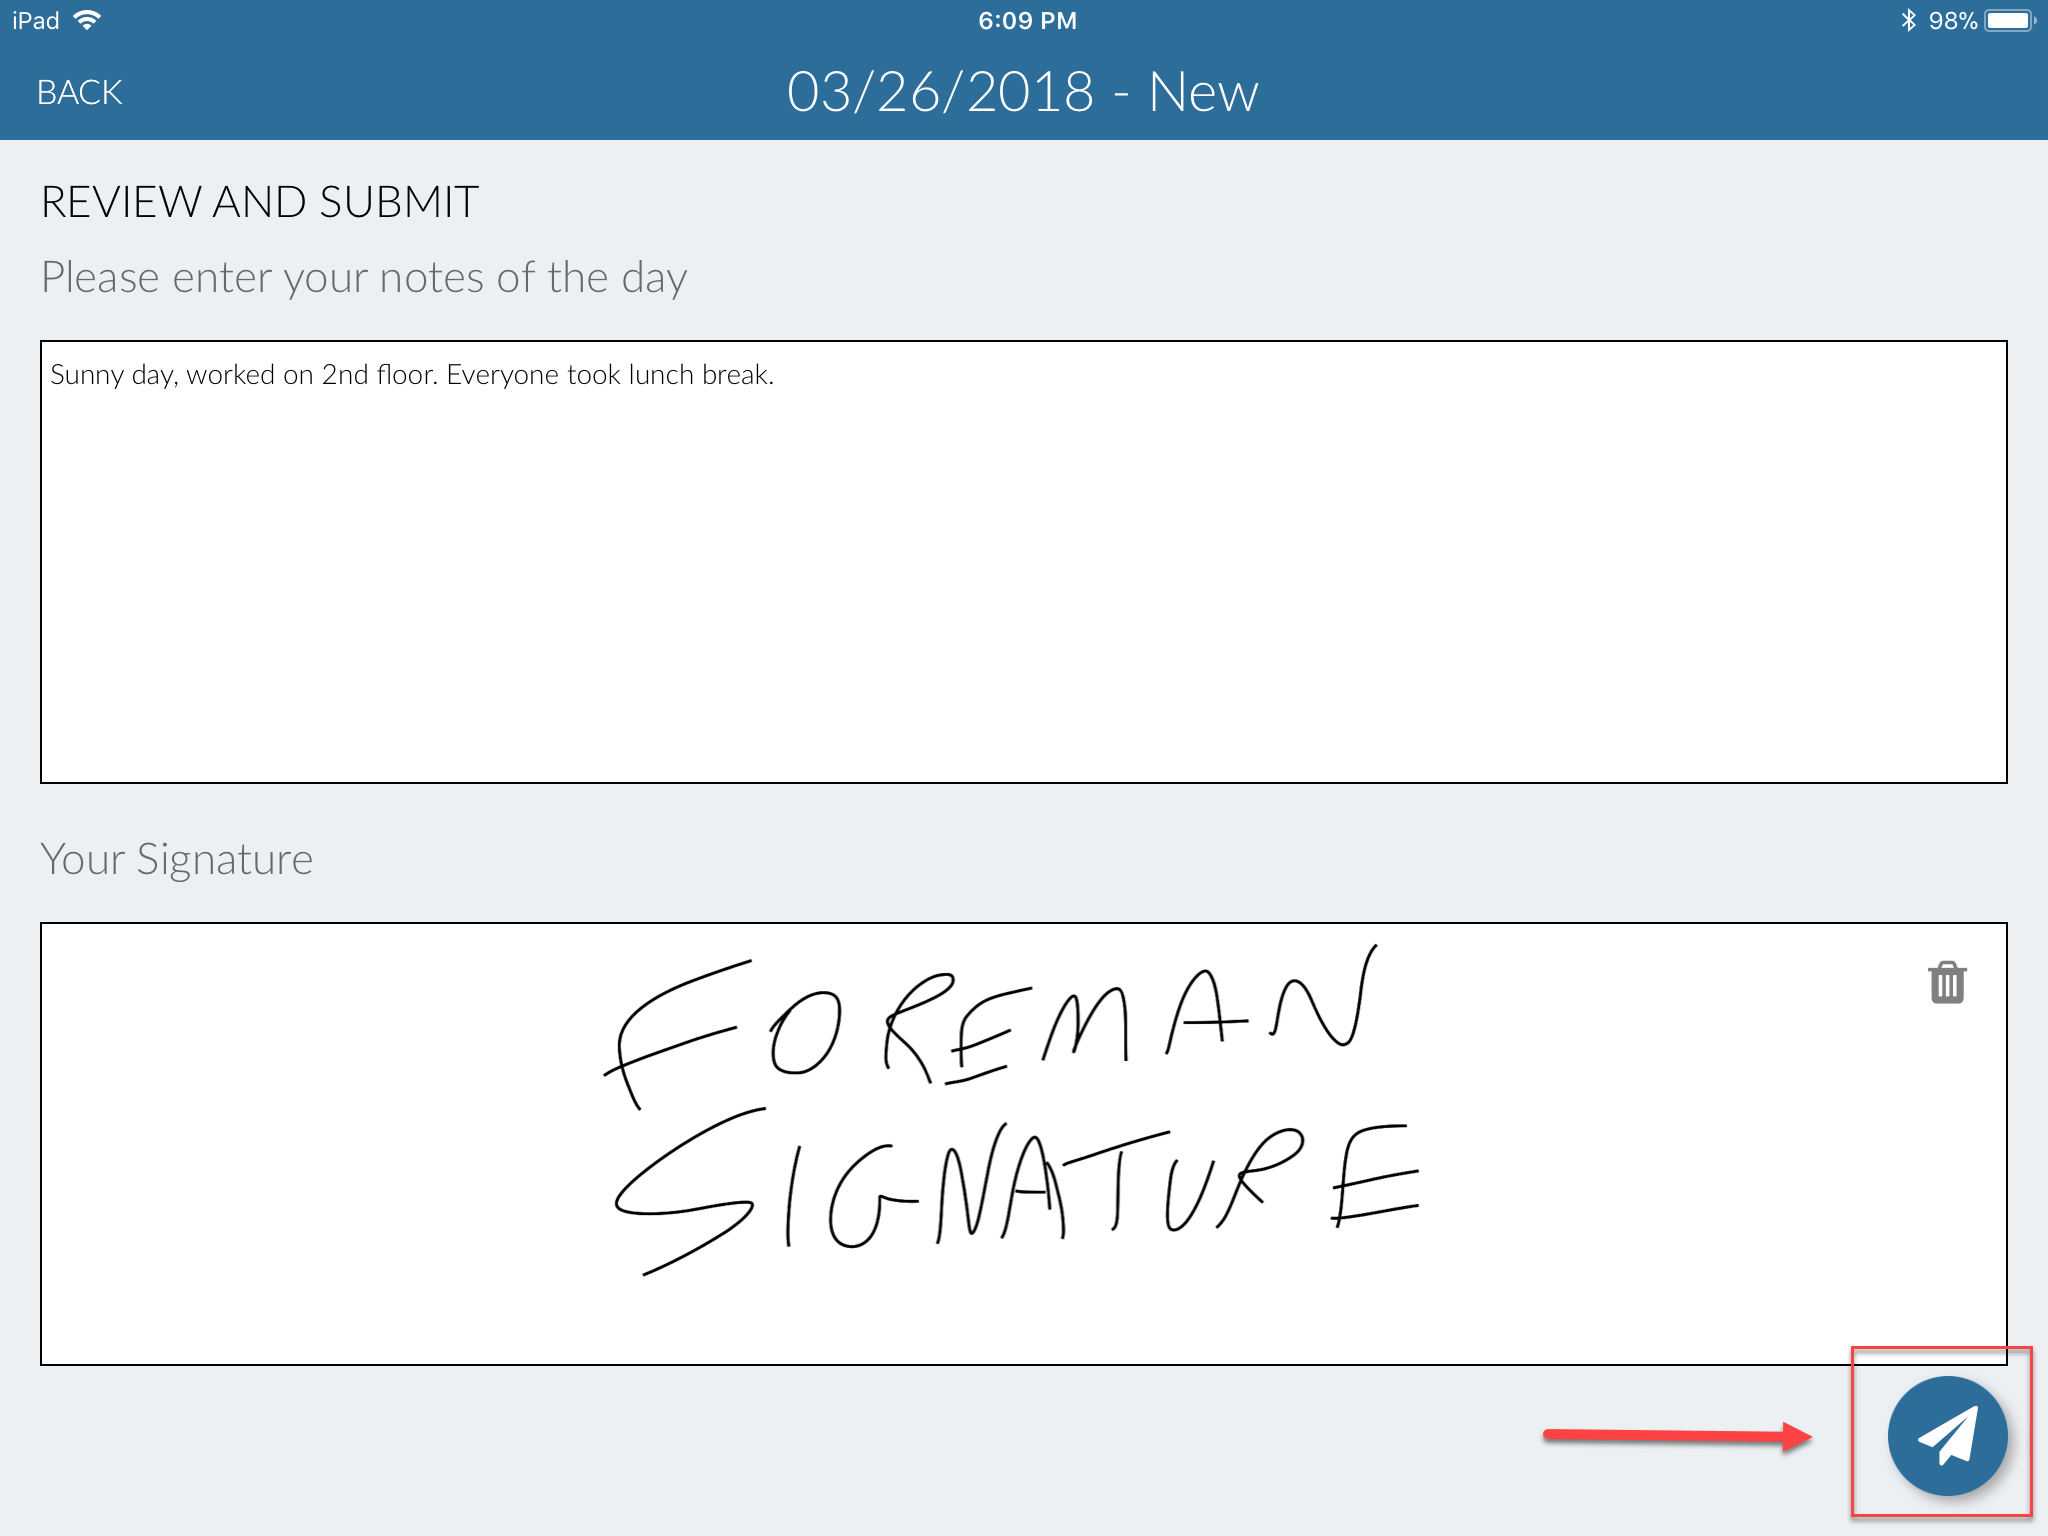 iPad 6:09 PM 98%
BACK 03/26/2018 - New
REVIEW AND SUBMIT
Please enter your notes of the day
Sunny day, worked on 2nd floor. Everyone took lunch break.
Your Signature
FOREMAN
SIGNATURE